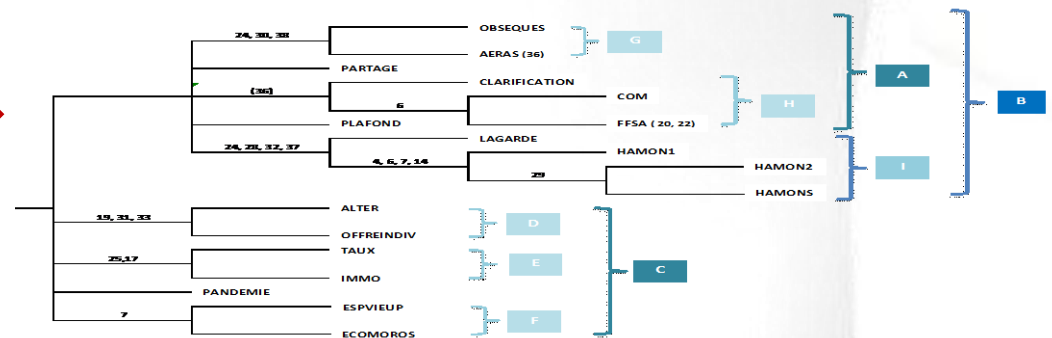 OBSEQUES
24, 30, 38
G
AERAS (36)
A
PARTAGE
CLARIFICATION
(36)
COM
H
B
6
PLAFOND
FFSA ( 20, 22)
LAGARDE
24, 28, 32, 37
HAMON1
4, 6, 7, 14
HAMON2
I
29
HAMONS
ALTER
19, 31, 33
D
OFFREINDIV
TAUX
25,17
E
C
IMMO
PANDEMIE
ESPVIEUP
7
F
ECOMOROS